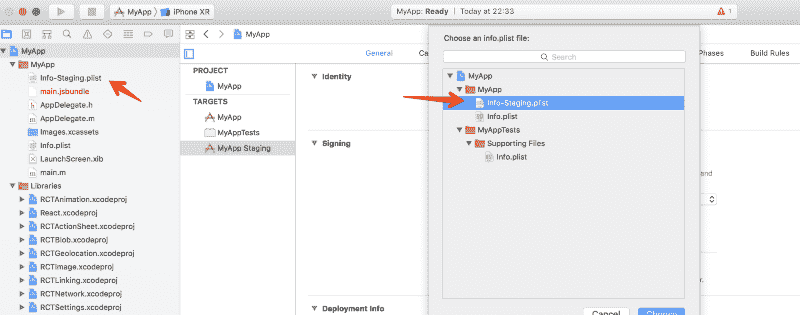 MyApp iPhone XR
MyApp: Ready | Today at 22:33
1
MyApp
MyApp
MyApp
Info-Staging.plist
main.jsbundle
AppDelegate.h
AppDelegate.m
Images.xcassets
Info.plist
LaunchScreen.xib
main.m
Libraries
RCTAnimation.xcodeproj
React.xcodeproj
RCTActionSheet.xcodeproj
RCTBlob.xcodeproj
RCTGeolocation.xcodeproj
RCTImage.xcodeproj
RCTLinking.xcodeproj
RCTNetwork.xcodeproj
RCTSettings.xcodeproj
General Ca Phases Build Rules
PROJECT
MyApp
TARGETS
MyApp
MyAppTests
MyApp Staging
Identity
Signing
Deployment Info
Choose an info.plist file:
Search
MyApp
MyApp
Info-Staging.plist
Info.plist
MyAppTests
Supporting Files
Info.plist
Cancel Choose